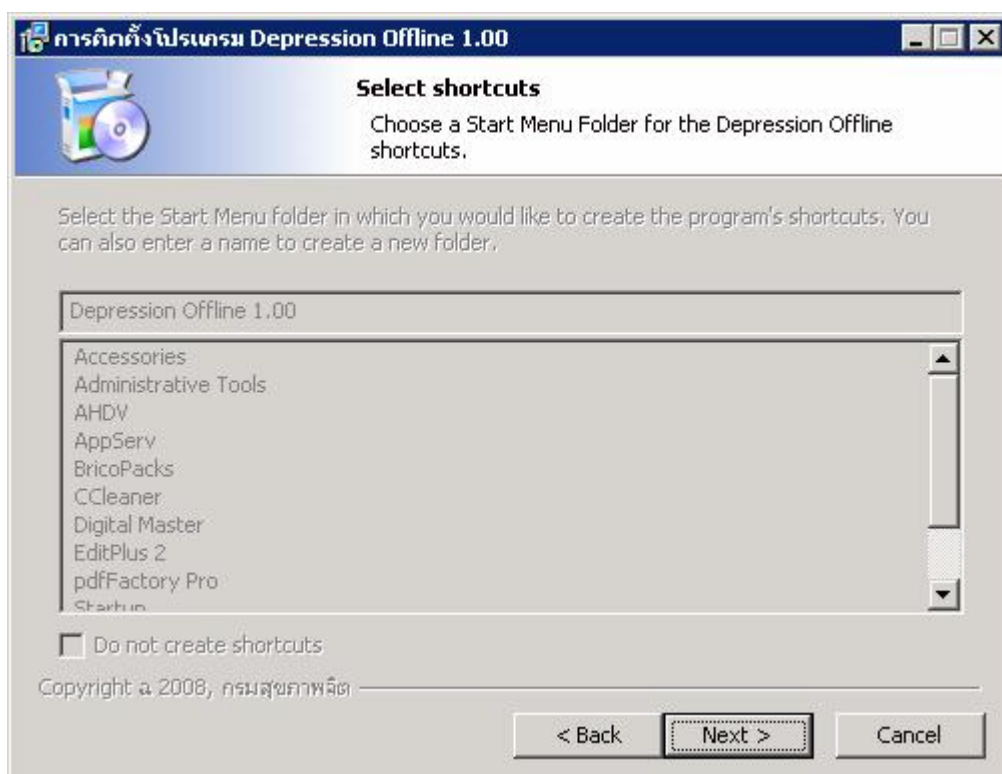 การติดตั้งโปรแกรม Depression Offline 1.00
Select shortcuts
Choose a Start Menu Folder for the Depression Offline
shortcuts.
Select the Start Menu folder in which you would like to create the program's shortcuts. You
can also enter a name to create a new folder.
Depression Offline 1.00
Accessories
Administrative Tools
AHDV
AppServ
BricoPacks
CCleaner
Digital Master
EditPlus 2
pdfFactory Pro
Startup
Do not create shortcuts
Copyright ฉ 2008, กรมสุขภาพจิต
< Back
Next >
Cancel